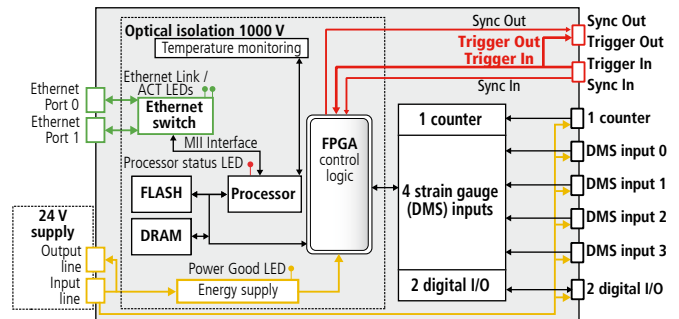 Optical isolation 1000 V
Temperature monitoring
Sync Out
Trigger Out
Trigger In
Sync In
Sync Out
Trigger Out
Trigger In
Sync In
Ethernet
Port 0
Ethernet
Port 1
Ethernet Link /
ACT LEDs
Ethernet
switch
MII Interface
Processor status LED
FLASH
Processor
DRAM
FPGA
control
logic
1 counter
4 strain gauge
(DMS) inputs
2 digital I/O
1 counter
DMS input 0
DMS input 1
DMS input 2
DMS input 3
2 digital I/O
24 V
supply
Output
line
Input
line
Power Good LED
Energy supply